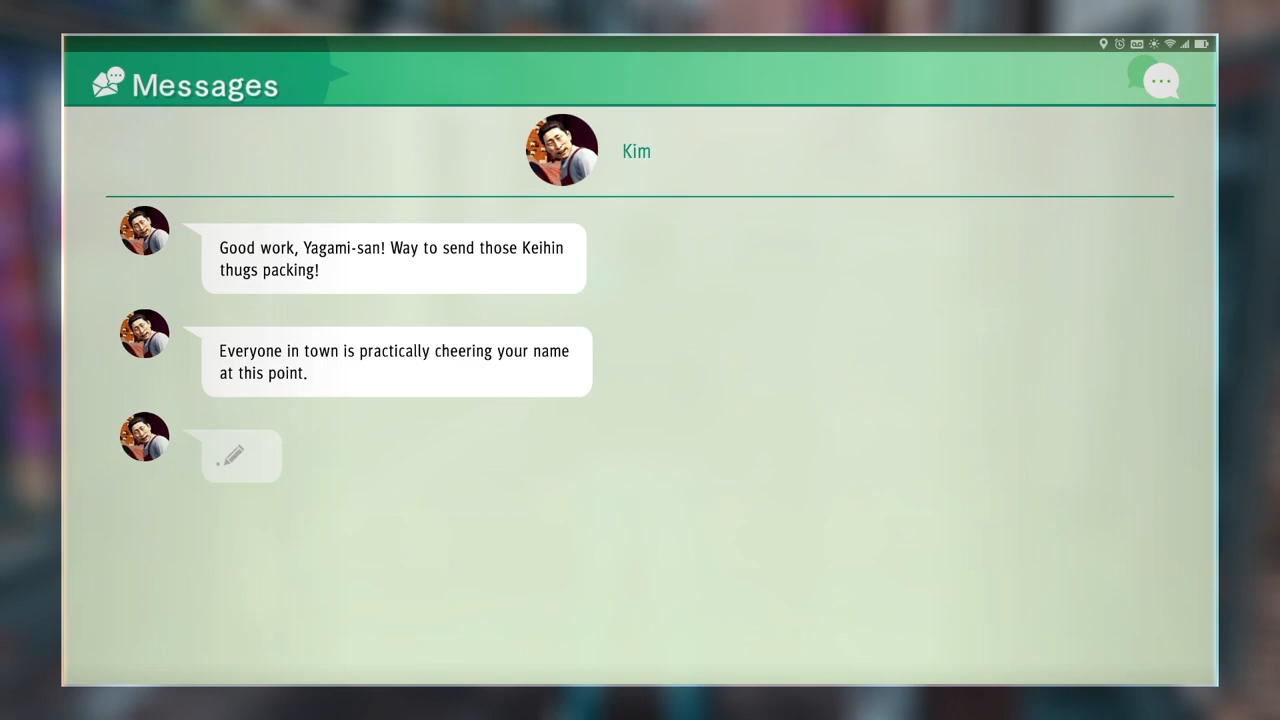 Messages
Kim
Good work, Yagami-san! Way to send those Keihin
thugs packing!
Everyone in town is practically cheering your name
at this point.